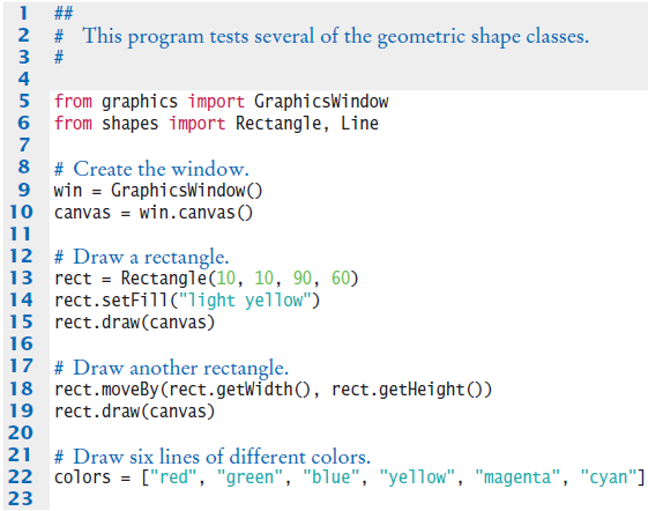 1 ##
2 # This program tests several of the geometric shape classes.
3 #
4
5 from graphics import GraphicsWindow
6 from shapes import Rectangle, Line
7
8 # Create the window.
9 win = GraphicsWindow()
10 canvas = win.canvas()
11
12 # Draw a rectangle.
13 rect = Rectangle(10, 10, 90, 60)
14 rect.setFill("light yellow")
15 rect.draw(canvas)
16
17 # Draw another rectangle.
18 rect.moveBy(rect.getWidth(), rect.getHeight())
19 rect.draw(canvas)
20
21 # Draw six lines of different colors.
22 colors = ["red", "green", "blue", "yellow", "magenta", "cyan"]
23